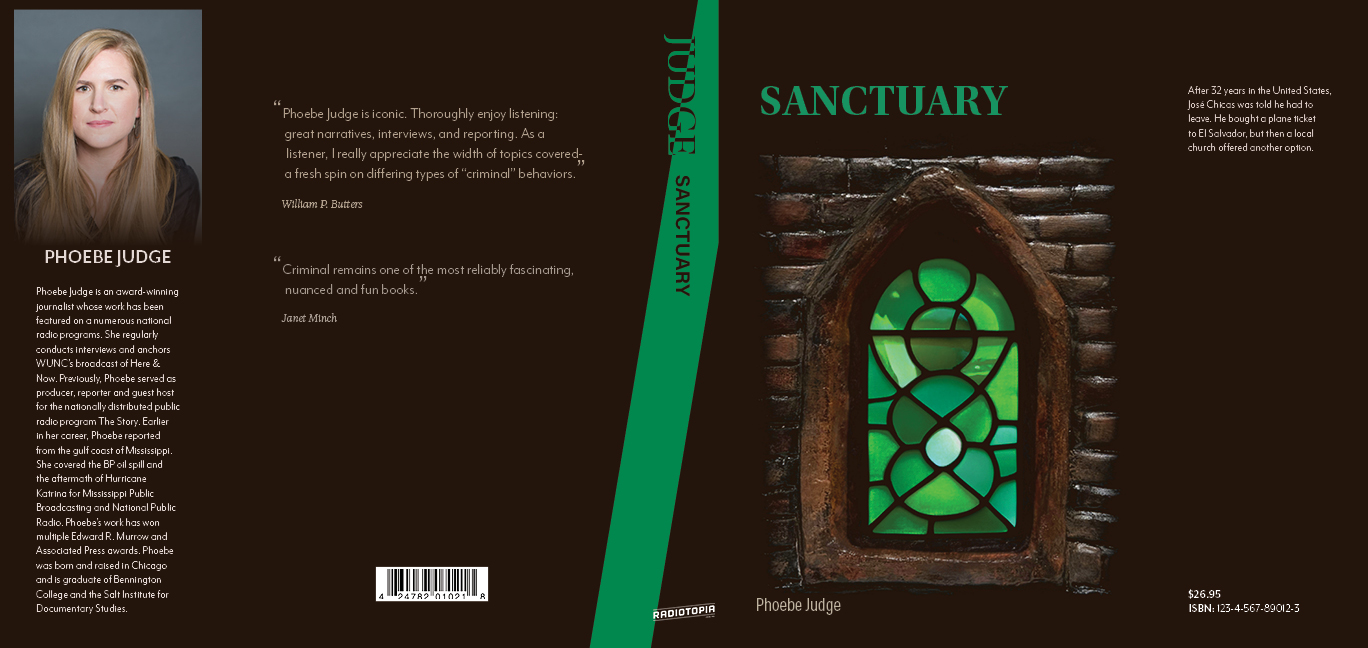 PHOEBE JUDGE
Phoebe Judge is an award-winning
journalist whose work has been
featured on a numerous national
radio programs. She regularly
conducts interviews and anchors
WUNC's broadcast of Here &
Now. Previously, Phoebe served as
producer, reporter and guest host
for the nationally distributed public
radio program The Story. Earlier
in her career, Phoebe reported
from the gulf coast of Mississippi.
She covered the BP oil spill and
the aftermath of Hurricane
Katrina for Mississippi Public
Broadcasting and National Public
Radio. Phoebe's work has won
multiple Edward R. Murrow and
Associated Press awards. Phoebe
was born and raised in Chicago
and is graduate of Bennington
College and the Salt Institute for
Documentary Studies.
“Phoebe Judge is iconic. Thoroughly enjoy listening:
great narratives, interviews, and reporting. As a
listener, I really appreciate the width of topics covered-
a fresh spin on differing types of “criminal” behaviors.”
William P. Butters
“Criminal remains one of the most reliably fascinating,
nuanced and fun books.”
Janet Minch
4 24782 01021 8
JUDGE SANCTUARY
RADIOTOPIA
SANCTUARY
Phoebe Judge
After 32 years in the United States,
José Chicas was told he had to
leave. He bought a plane ticket
to El Salvador, but then a local
church offered another option.
$26.95
ISBN: 123-4-567-89012-3